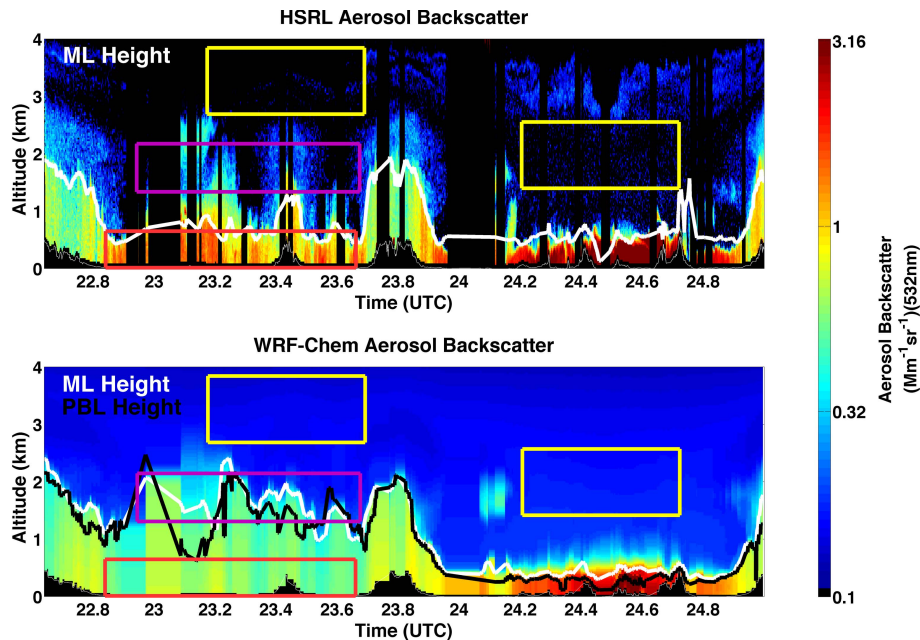 HSRL Aerosol Backscatter
ML Height
Altitude (km)
4
3
2
1
0
22.8 23 23.2 23.4 23.6 23.8 24 24.2 24.4 24.6 24.8
Time (UTC)
WRF-Chem Aerosol Backscatter
ML Height
PBL Height
Altitude (km)
4
3
2
1
0
22.8 23 23.2 23.4 23.6 23.8 24 24.2 24.4 24.6 24.8
Time (UTC)
3.16
1
0.32
0.1
Aerosol Backscatter
(Mm⁻¹sr⁻¹)(532nm)